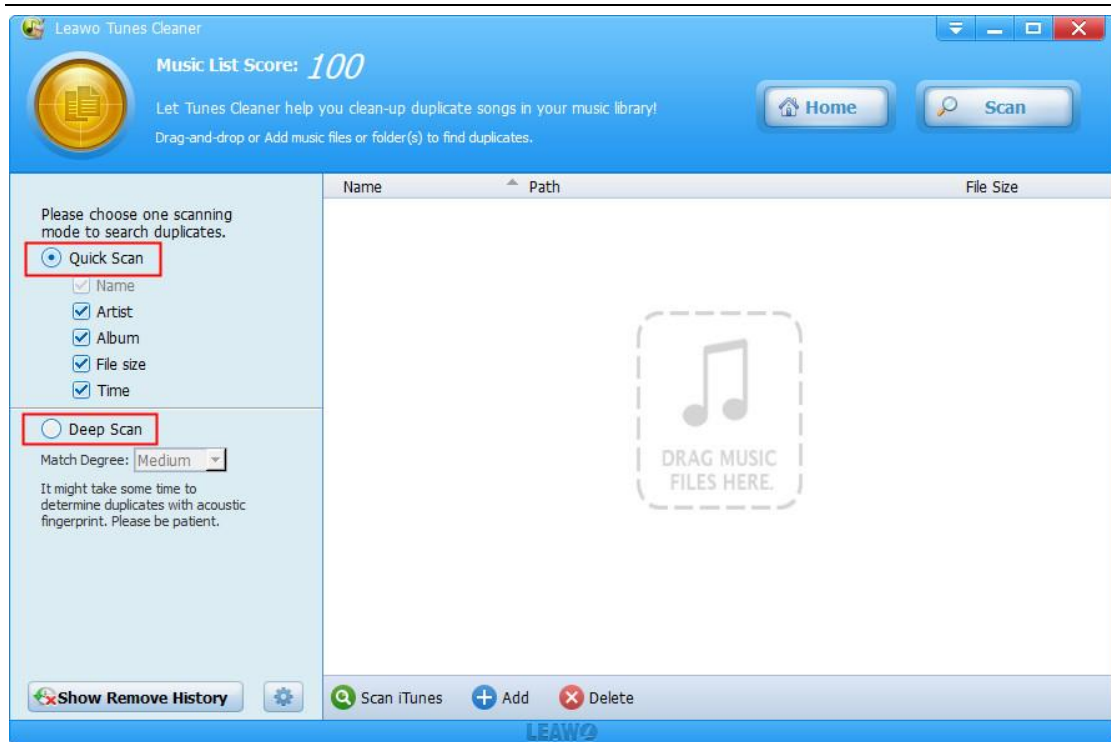 Leawo Tunes Cleaner
Music List Score: 100
Let Tunes Cleaner help you clean-up duplicate songs in your music library!
Drag-and-drop or Add music files or folder(s) to find duplicates.
Home
Scan
Please choose one scanning
mode to search duplicates.
Quick Scan
Name
Artist
Album
File size
Time
Deep Scan
Match Degree: Medium
It might take some time to
determine duplicates with acoustic
fingerprint. Please be patient.
Show Remove History
Name Path File Size
DRAG MUSIC
FILES HERE.
Scan iTunes Add Delete
LEAWO